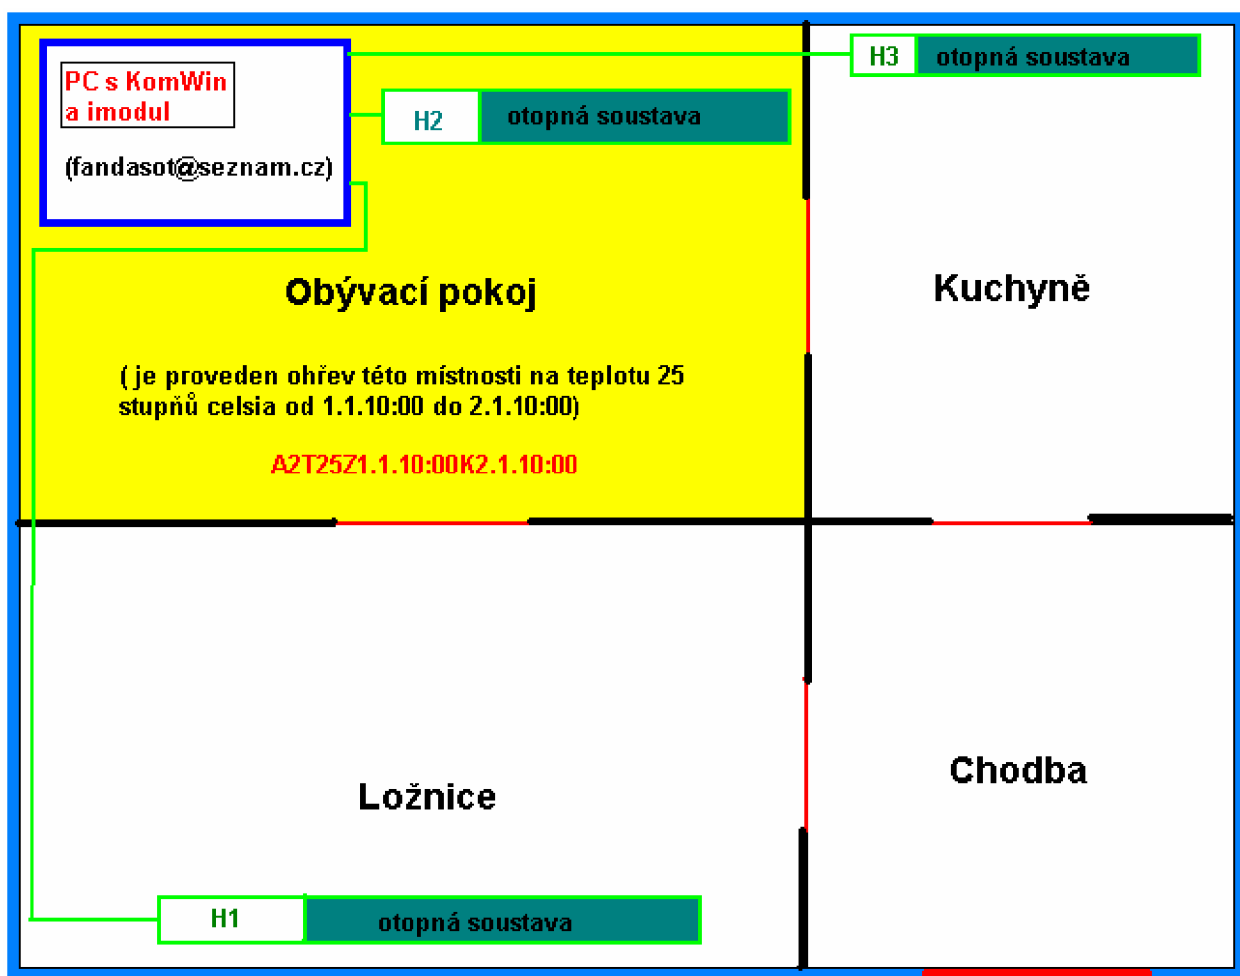 PC s KomWin
a imodul
(fandasot@seznam.cz)
H2 otopná soustava
H3 otopná soustava
Obývací pokoj
( je proveden ohřev této místnosti na teplotu 25
stupňů celsia od 1.1.10:00 do 2.1.10:00)
A2T25Z1.1.10:00K2.1.10:00
Kuchyně
Ložnice
Chodba
H1 otopná soustava